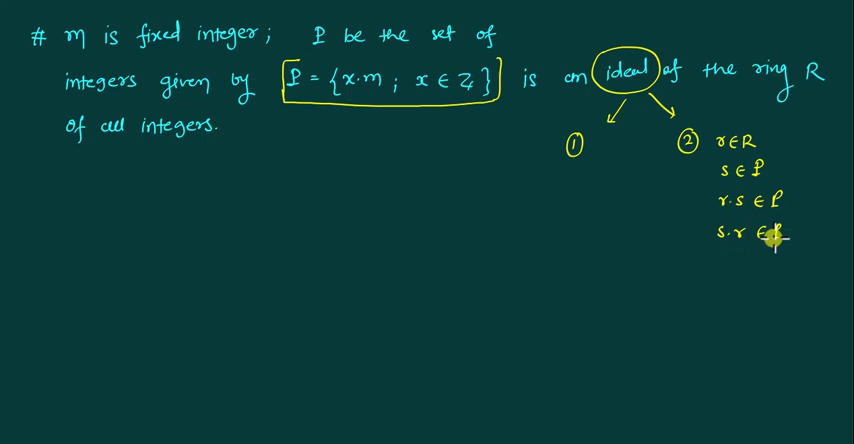 # m is fixed integer; P be the set of
integers given by P = {x.m ; x ∈ Z} is an ideal of the ring R
of all integers.
① ② r∈R
s ∈ P
r.s ∈ P
s.r ∈ P